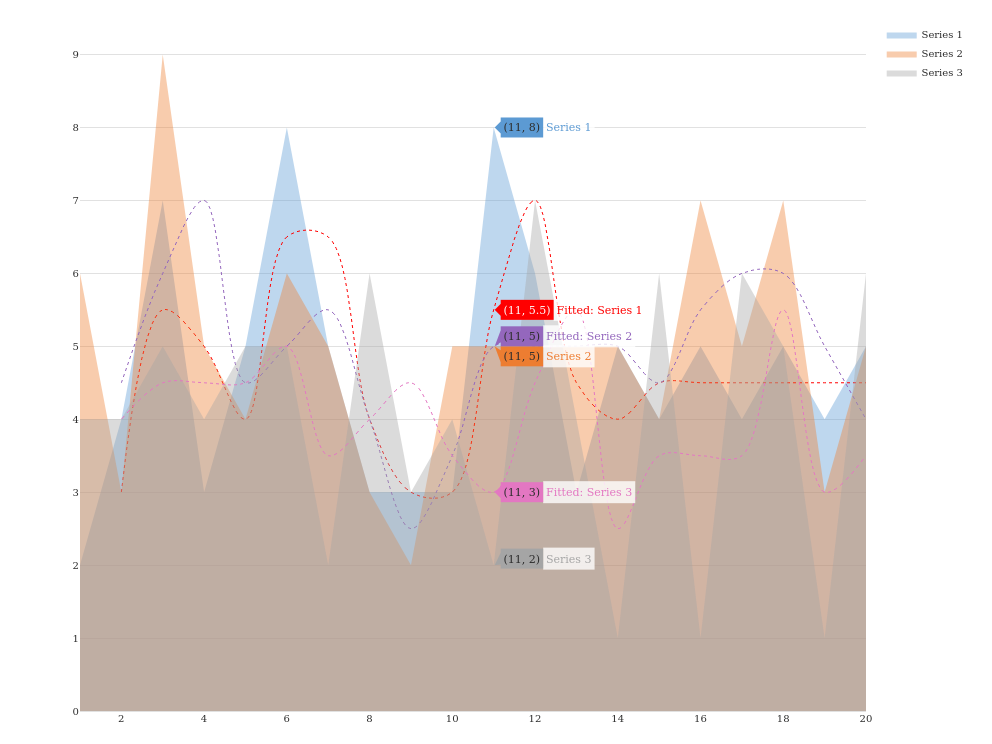 Series 1
Series 2
Series 3
9
8
7
6
5
4
3
2
1
0
(11, 8) Series 1
(11, 5.5) Fitted: Series 1
(11, 5) Fitted: Series 2
(11, 5) Series 2
(11, 3) Fitted: Series 3
(11, 2) Series 3
2 4 6 8 10 12 14 16 18 20